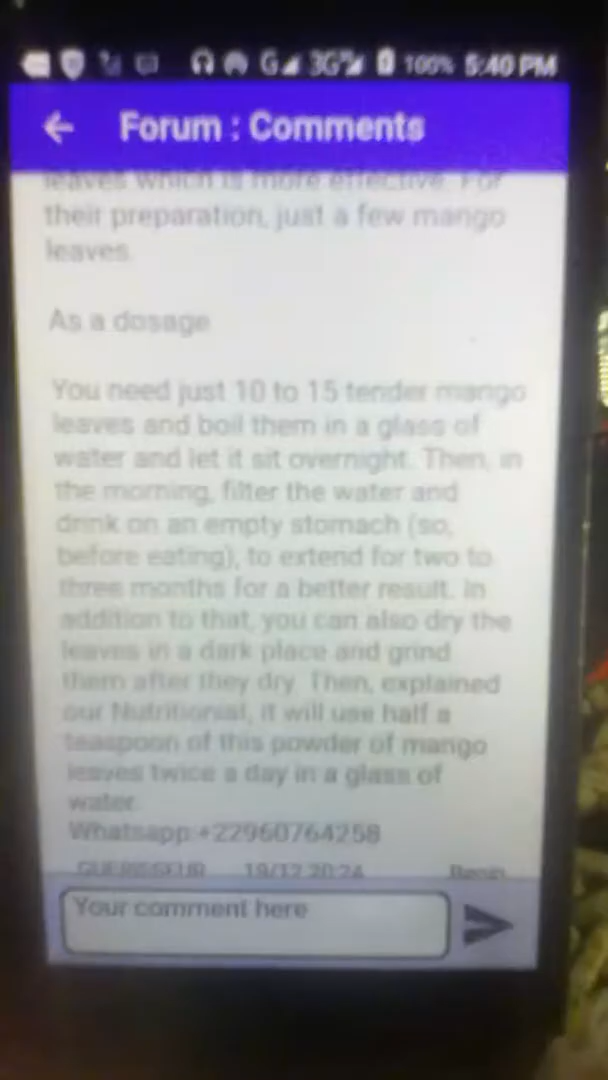 G 3G 100% 5:40 PM
Forum : Comments
leaves which is more effective. For
their preparation, just a few mango
leaves.
As a dosage
You need just 10 to 15 tender mango
leaves and boil them in a glass of
water and let it sit overnight. Then, in
the morning, filter the water and
drink on an empty stomach (so,
before eating), to extend for two to
three months for a better result. In
addition to that, you can also dry the
leaves in a dark place and grind
them after they dry. Then, explained
our Nutritionist, it will use half a
teaspoon of this powder of mango
leaves twice a day in a glass of
water.
Whatsapp:+22960764258
GUERISSEUR 19/12 20:24 Benin
Your comment here